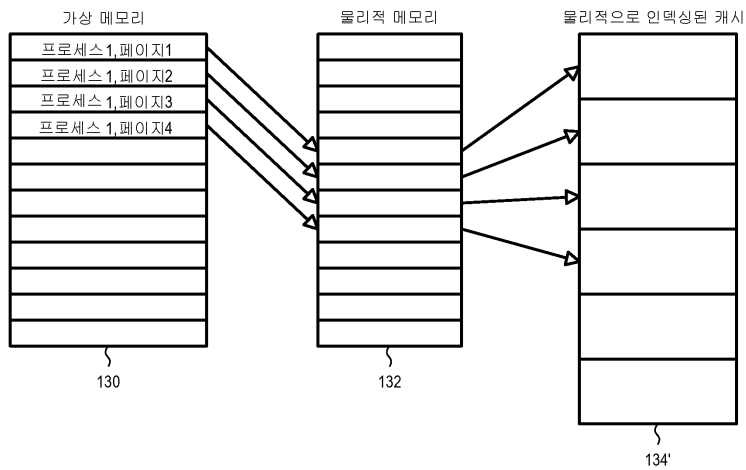 가상 메모리
물리적 메모리
물리적으로 인덱싱된 캐시
프로세스 1, 페이지1
프로세스 1, 페이지2
프로세스 1, 페이지3
프로세스 1, 페이지4
130
132
134'